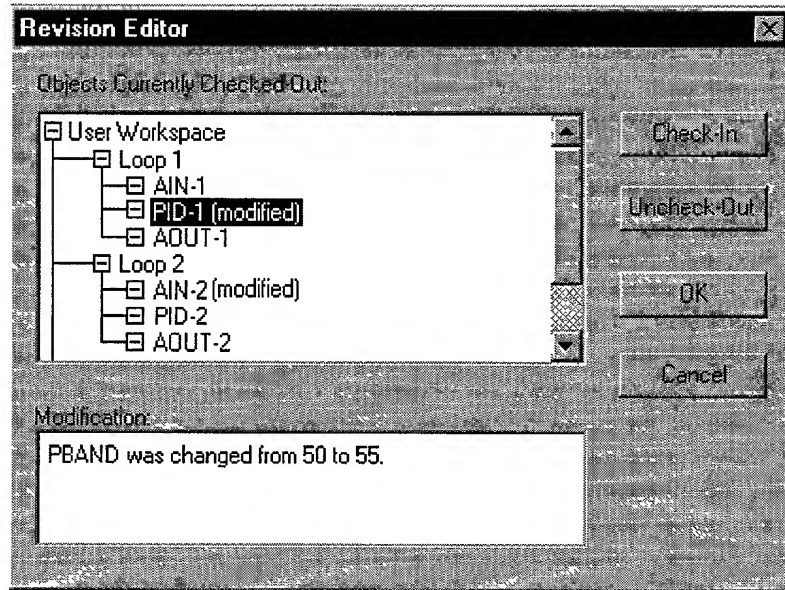 Revision Editor
Objects Currently Checked-Out:
User Workspace
Loop 1
AIN-1
PID-1 (modified)
AOUT-1
Loop 2
AIN-2 (modified)
PID-2
AOUT-2
Check-In
Uncheck-Out
OK
Cancel
Modification:
PBAND was changed from 50 to 55.